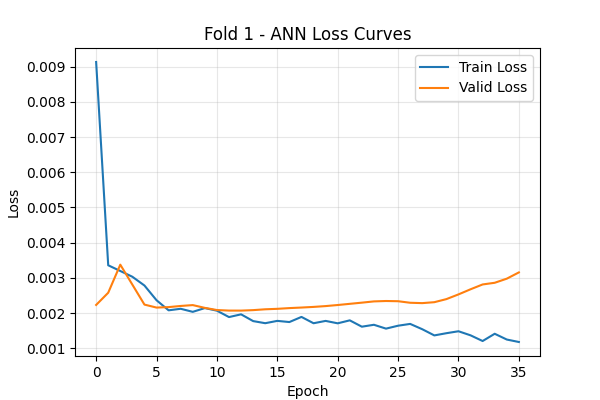 Fold 1 - ANN Loss Curves
Train Loss
Valid Loss
0.009
0.008
0.007
0.006
0.005
0.004
0.003
0.002
0.001
Loss
0 5 10 15 20 25 30 35
Epoch